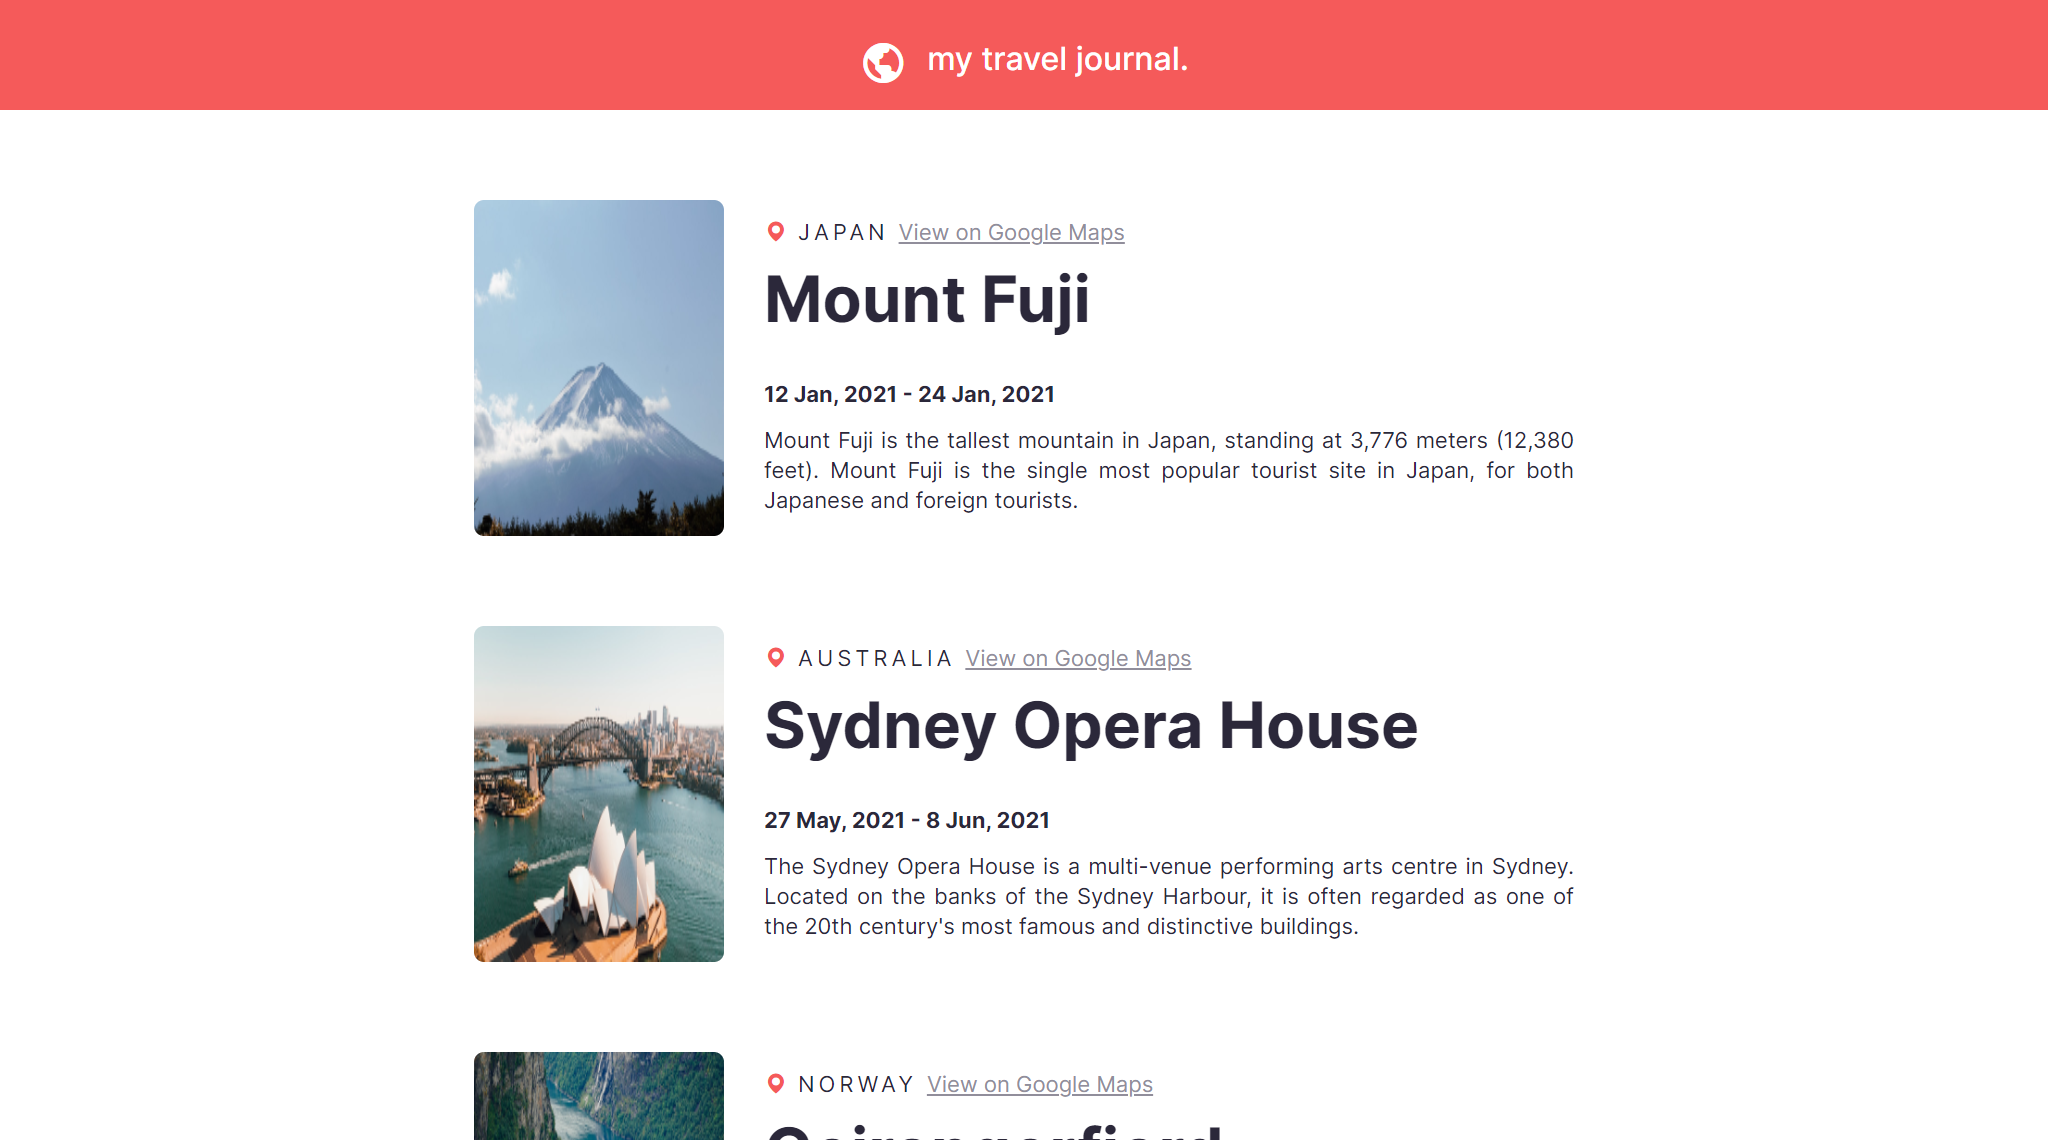 my travel journal.
JAPAN View on Google Maps
Mount Fuji
12 Jan, 2021 - 24 Jan, 2021
Mount Fuji is the tallest mountain in Japan, standing at 3,776 meters (12,380
feet). Mount Fuji is the single most popular tourist site in Japan, for both
Japanese and foreign tourists.
AUSTRALIA View on Google Maps
Sydney Opera House
27 May, 2021 - 8 Jun, 2021
The Sydney Opera House is a multi-venue performing arts centre in Sydney.
Located on the banks of the Sydney Harbour, it is often regarded as one of
the 20th century's most famous and distinctive buildings.
NORWAY View on Google Maps